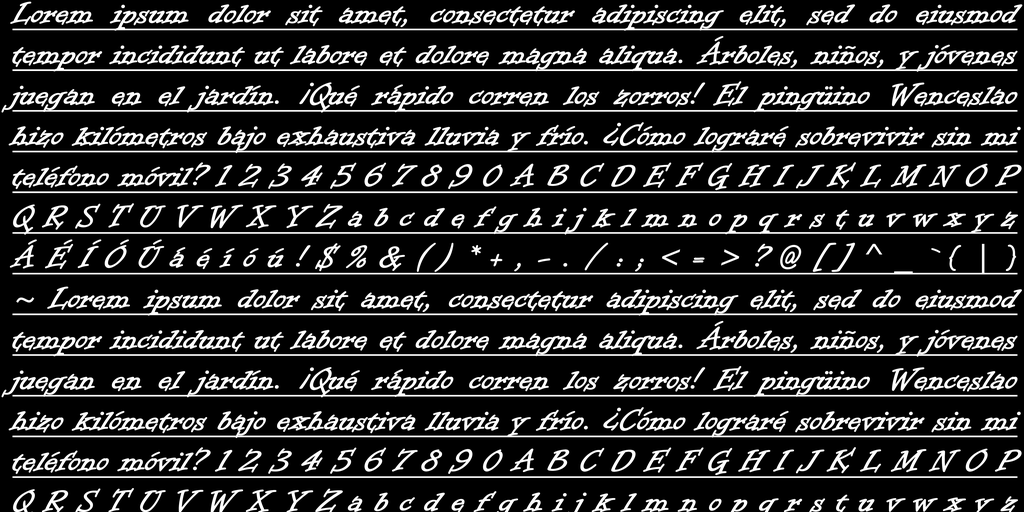 Lorem ipsum dolor sit amet, consectetur adipiscing elit, sed do eiusmod
tempor incididunt ut labore et dolore magna aliqua. Árboles, niños, y jóvenes
juegan en el jardín. ¡Qué rápido corren los zorros! El pingüino Wenceslao
hizo kilómetros bajo exhaustiva lluvia y frío. ¿Cómo lograré sobrevivir sin mi
teléfono móvil? 1 2 3 4 5 6 7 8 9 0 A B C D E F G H I J K L M N O P
Q R S T U V W X Y Z a b c d e f g h i j k l m n o p q r s t u v w x y z
Á É Í Ó Ú á é í ó ú ! $ % & ( ) * + , - . / : ; < = > ? @ [ ] ^ _ ` { | }
~ Lorem ipsum dolor sit amet, consectetur adipiscing elit, sed do eiusmod
tempor incididunt ut labore et dolore magna aliqua. Árboles, niños, y jóvenes
juegan en el jardín. ¡Qué rápido corren los zorros! El pingüino Wenceslao
hizo kilómetros bajo exhaustiva lluvia y frío. ¿Cómo lograré sobrevivir sin mi
teléfono móvil? 1 2 3 4 5 6 7 8 9 0 A B C D E F G H I J K L M N O P
Q R S T U V W X Y Z a b c d e f g h i j k l m n o p q r s t u v w x y z